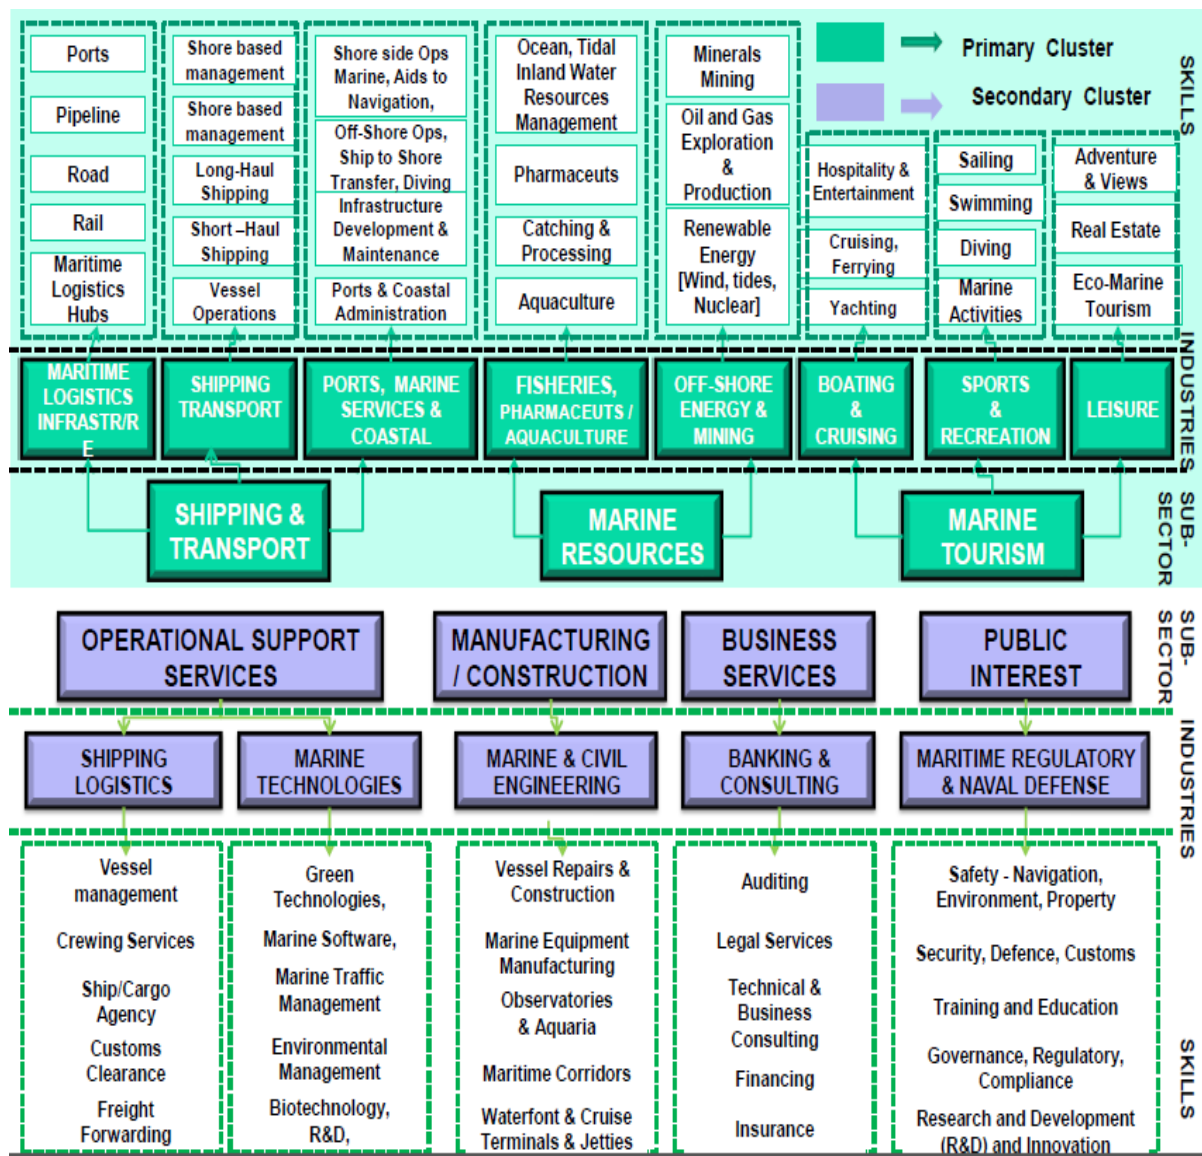 Ports
Pipeline
Road
Rail
Maritime
Logistics
Hubs
Shore based
management
Shore based
management
Long-Haul
Shipping
Short –Haul
Shipping
Vessel
Operations
Shore side Ops
Marine, Aids to
Navigation,
Off-Shore Ops,
Ship to Shore
Transfer, Diving
Infrastructure
Development &
Maintenance
Ports & Coastal
Administration
Ocean, Tidal
Inland Water
Resources
Management
Pharmaceuts
Catching &
Processing
Aquaculture
Minerals
Mining
Oil and Gas
Exploration
&
Production
Renewable
Energy
[Wind, tides,
Nuclear]
Primary Cluster
Secondary Cluster
Hospitality &
Entertainment
Cruising,
Ferrying
Yachting
Sailing
Swimming
Diving
Marine
Activities
Adventure
& Views
Real Estate
Eco-Marine
Tourism
SKILLS
MARITIME
LOGISTICS
INFRASTR/R
E
SHIPPING
TRANSPORT
PORTS, MARINE
SERVICES &
COASTAL
FISHERIES,
PHARMACEUTS /
AQUACULTURE
OFF-SHORE
ENERGY &
MINING
BOATING
&
CRUISING
SPORTS
&
RECREATION
LEISURE
INDUSTRIES
SHIPPING &
TRANSPORT
MARINE
RESOURCES
MARINE
TOURISM
SUB-
SECTOR
OPERATIONAL SUPPORT
SERVICES
MANUFACTURING
/ CONSTRUCTION
BUSINESS
SERVICES
PUBLIC
INTEREST
SUB-
SECTOR
SHIPPING
LOGISTICS
MARINE
TECHNOLOGIES
MARINE & CIVIL
ENGINEERING
BANKING &
CONSULTING
MARITIME REGULATORY
& NAVAL DEFENSE
INDUSTRIES
Vessel
management
Crewing Services
Ship/Cargo
Agency
Customs
Clearance
Freight
Forwarding
Green
Technologies,
Marine Software,
Marine Traffic
Management
Environmental
Management
Biotechnology,
R&D,
Vessel Repairs &
Construction
Marine Equipment
Manufacturing
Observatories
& Aquaria
Maritime Corridors
Waterfont & Cruise
Terminals & Jetties
Auditing
Legal Services
Technical &
Business
Consulting
Financing
Insurance
Safety - Navigation,
Environment, Property
Security, Defence, Customs
Training and Education
Governance, Regulatory,
Compliance
Research and Development
(R&D) and Innovation
SKILLS